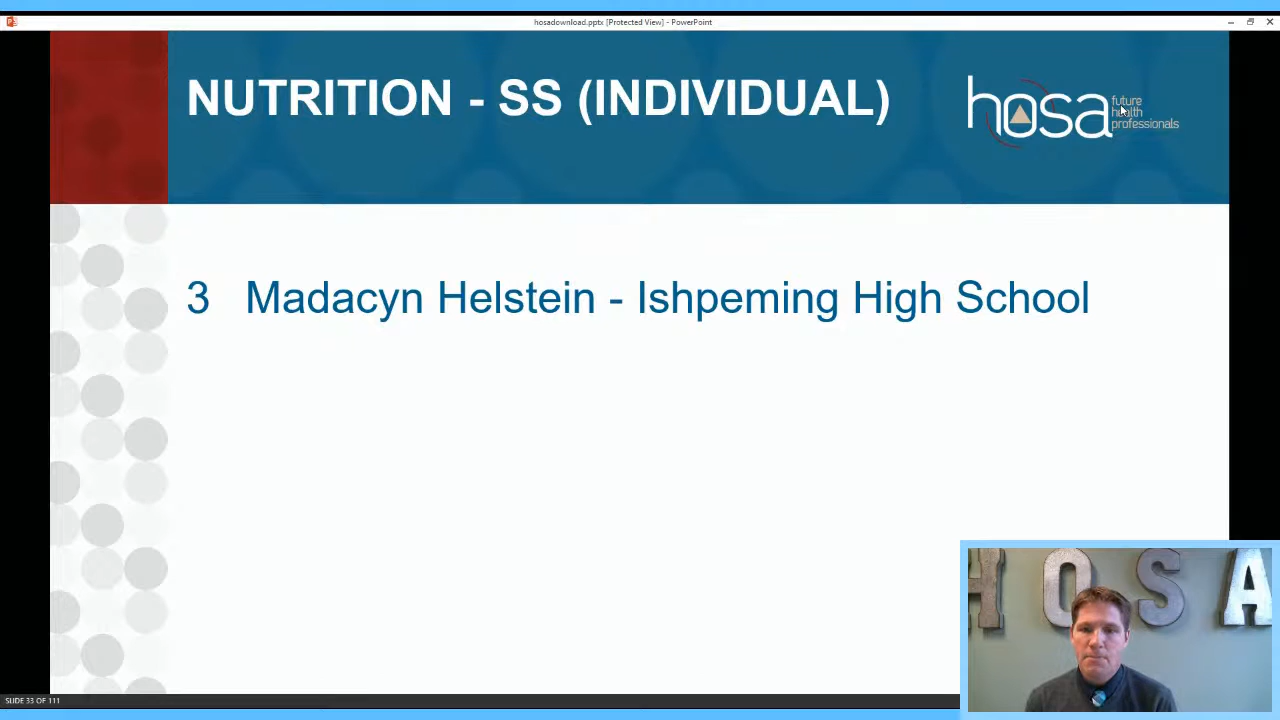 hosadownload.pptx [Protected View] - PowerPoint
NUTRITION - SS (INDIVIDUAL)
hosa
future
health
professionals
3 Madacyn Helstein - Ishpeming High School
HOSA
SLIDE 33 OF 111